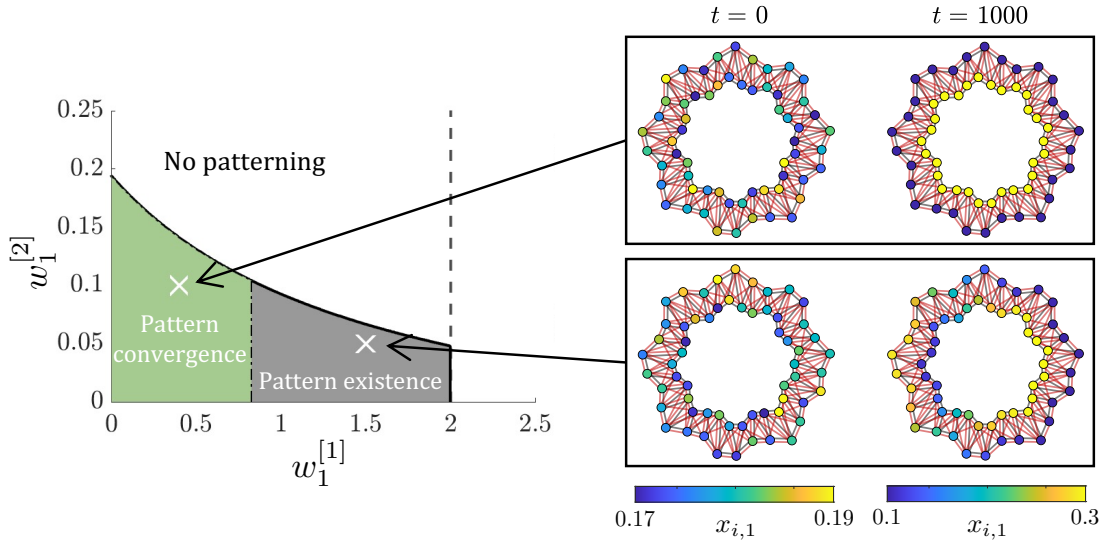 t = 0
t = 1000
0.25
0.2
0.15
0.1
0.05
0
w_1^{[2]}
No patterning
Pattern
convergence
Pattern existence
0
0.5
1
1.5
2
2.5
w_1^{[1]}
0.17
x_{i,1}
0.19
0.1
x_{i,1}
0.3